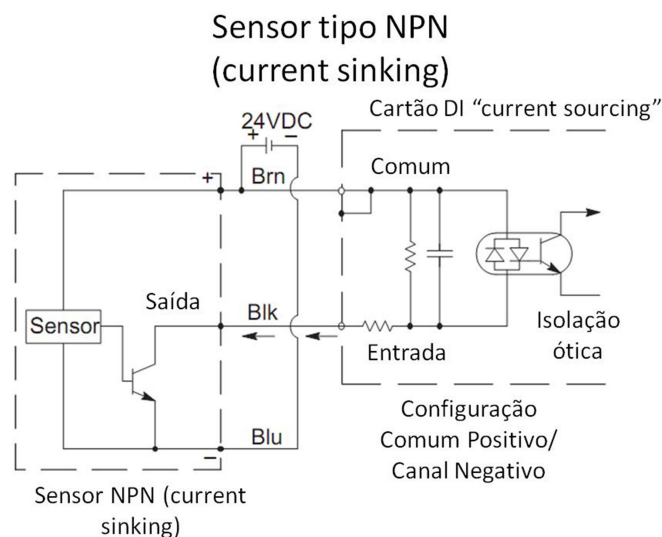 Sensor tipo NPN
(current sinking)
Cartão DI “current sourcing”
24VDC
+ −
Comum
+
Brn
Saída
Sensor
Blk
Entrada
Isolação
ótica
Blu
−
Configuração
Comum Positivo/
Canal Negativo
Sensor NPN (current
sinking)